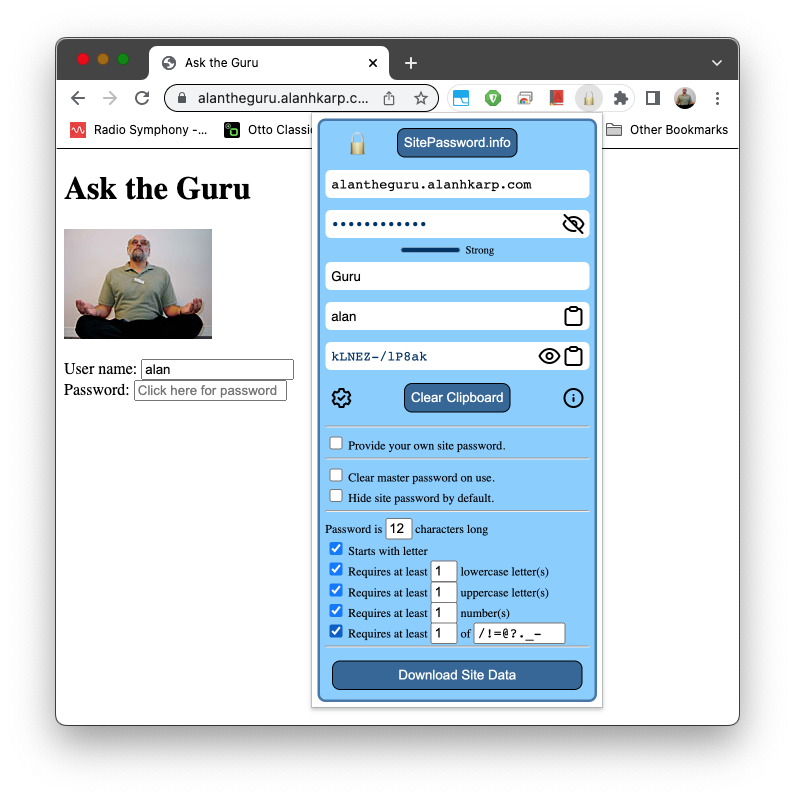 Ask the Guru
alantheguru.alanhkarp.c...
Radio Symphony -...
Otto Classi
Other Bookmarks
Ask the Guru
User name: alan
Password: Click here for password
SitePassword.info
alantheguru.alanhkarp.com
••••••••••••
Strong
Guru
alan
kLNEZ-/lP8ak
Clear Clipboard
Provide your own site password.
Clear master password on use.
Hide site password by default.
Password is 12 characters long
Starts with letter
Requires at least 1 lowercase letter(s)
Requires at least 1 uppercase letter(s)
Requires at least 1 number(s)
Requires at least 1 of /!=@?._-
Download Site Data